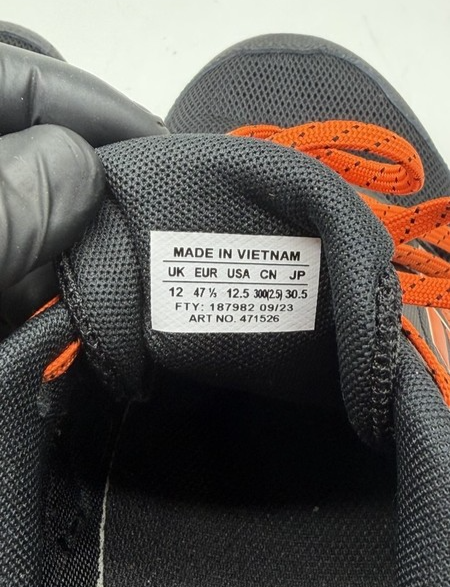 MADE IN VIETNAM
UK EUR USA CN JP
12 47 ⅓ 12.5 300(2.5) 30.5
FTY: 187982 09/23
ART NO. 471526